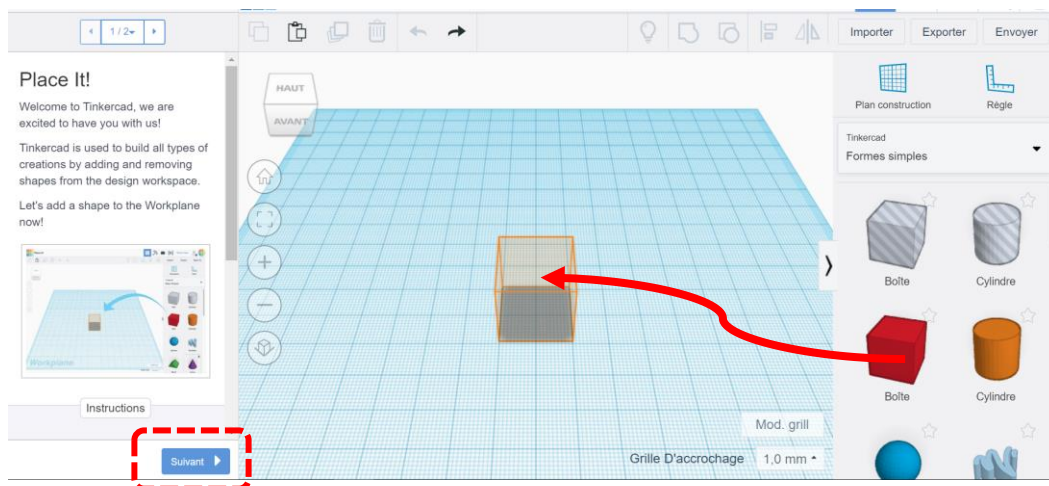 1 / 2
Importer
Exporter
Envoyer
Place It!
Welcome to Tinkercad, we are
excited to have you with us!
Tinkercad is used to build all types of
creations by adding and removing
shapes from the design workspace.
Let's add a shape to the Workplane
now!
Workplane
Instructions
Suivant
HAUT
AVANT
Mod. grill
Grille D'accrochage
1,0 mm
Plan construction
Règle
Tinkercad
Formes simples
Boîte
Cylindre
Boîte
Cylindre